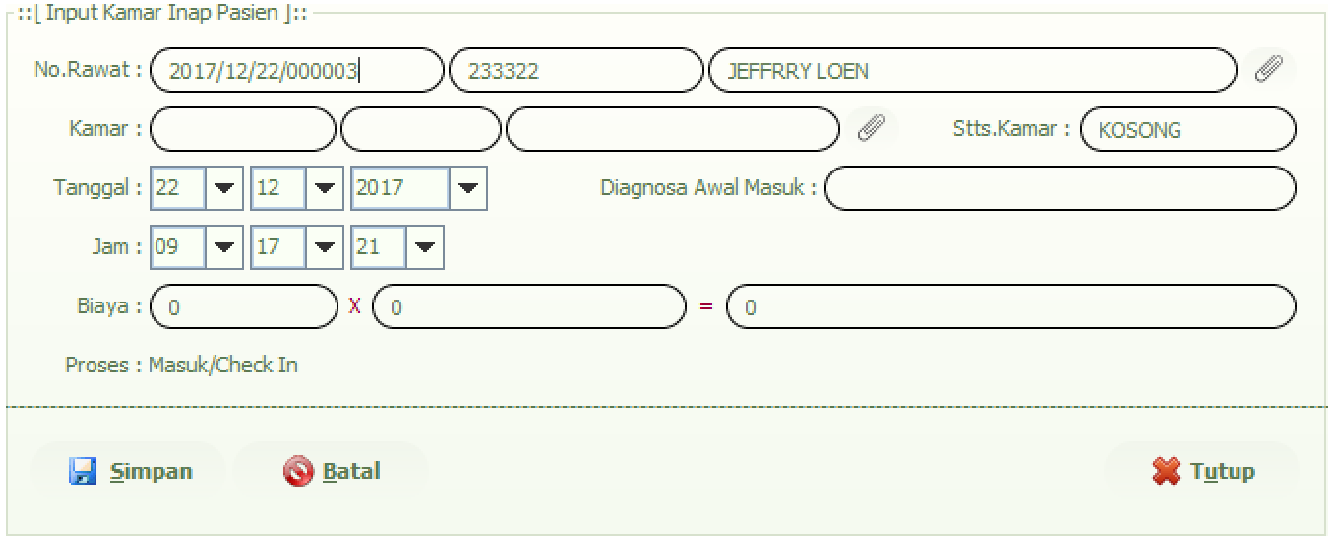 ::[ Input Kamar Inap Pasien ]::
No.Rawat : 2017/12/22/000003 233322 JEFFRRY LOEN
Kamar : Stts.Kamar : KOSONG
Tanggal : 22 12 2017 Diagnosa Awal Masuk :
Jam : 09 17 21
Biaya : 0 X 0 = 0
Proses : Masuk/Check In
Simpan Batal Tutup